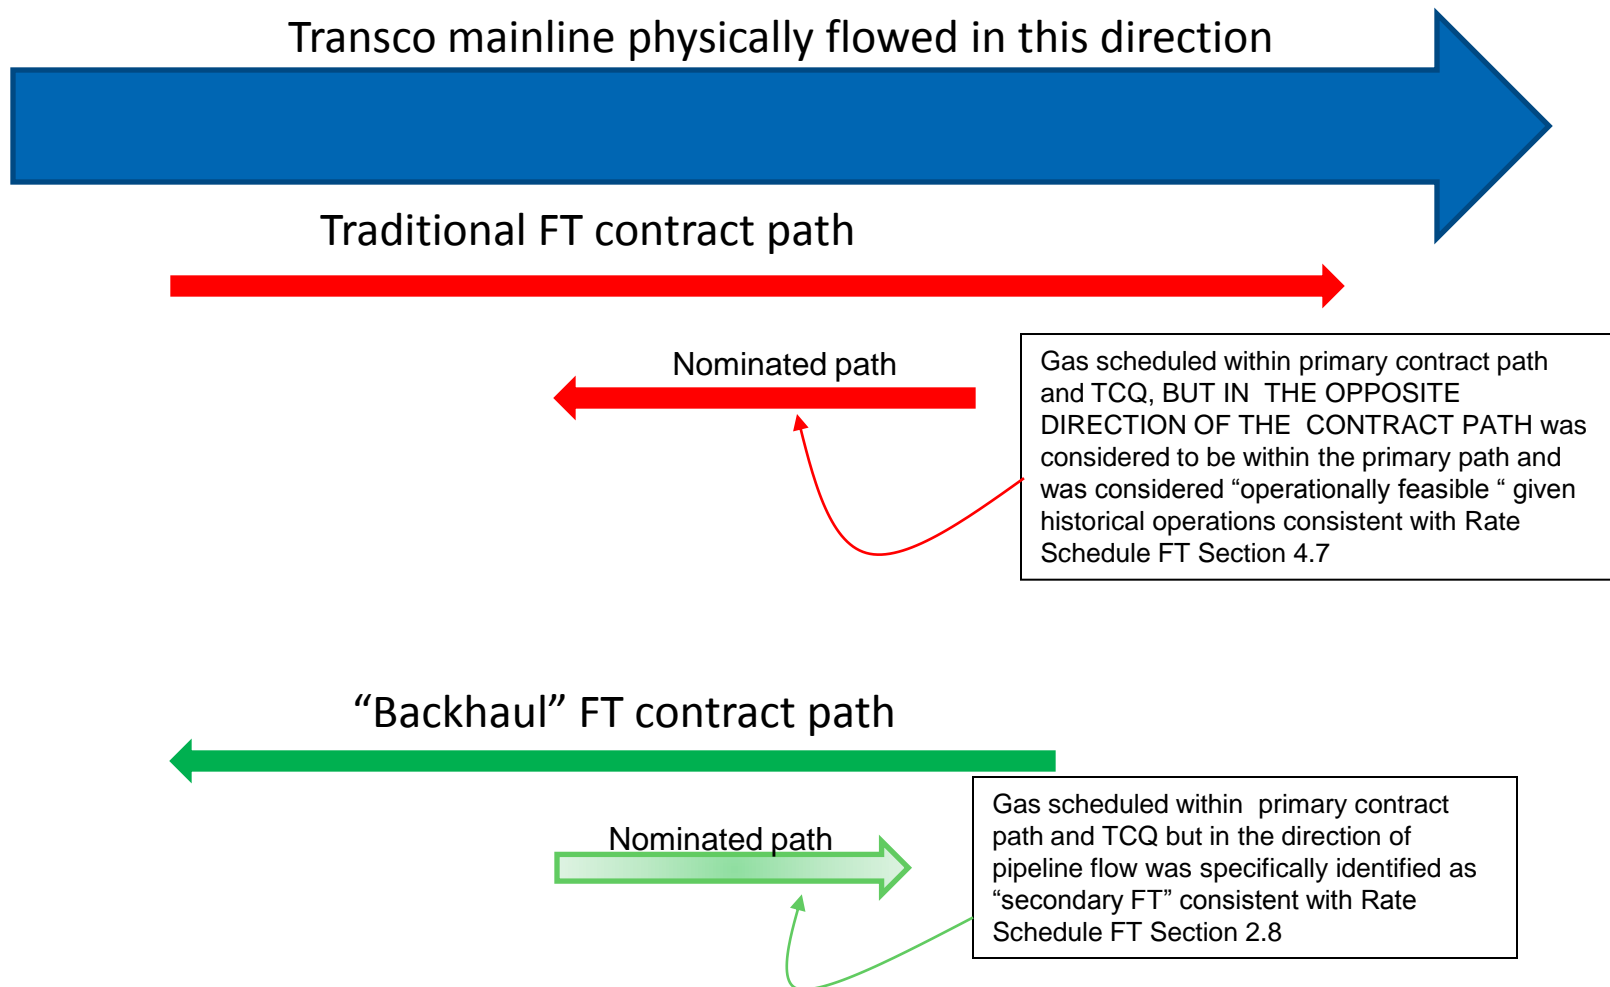 Transco mainline physically flowed in this direction
Traditional FT contract path
Nominated path
Gas scheduled within primary contract path
and TCQ, BUT IN  THE OPPOSITE
DIRECTION OF THE  CONTRACT PATH was
considered to be within the primary path and
was considered “operationally feasible “ given
historical operations consistent with Rate
Schedule FT Section 4.7
“Backhaul” FT contract path
Nominated path
Gas scheduled within  primary contract
path and TCQ but in the direction of
pipeline flow was specifically identified as
“secondary FT” consistent with Rate
Schedule FT Section 2.8